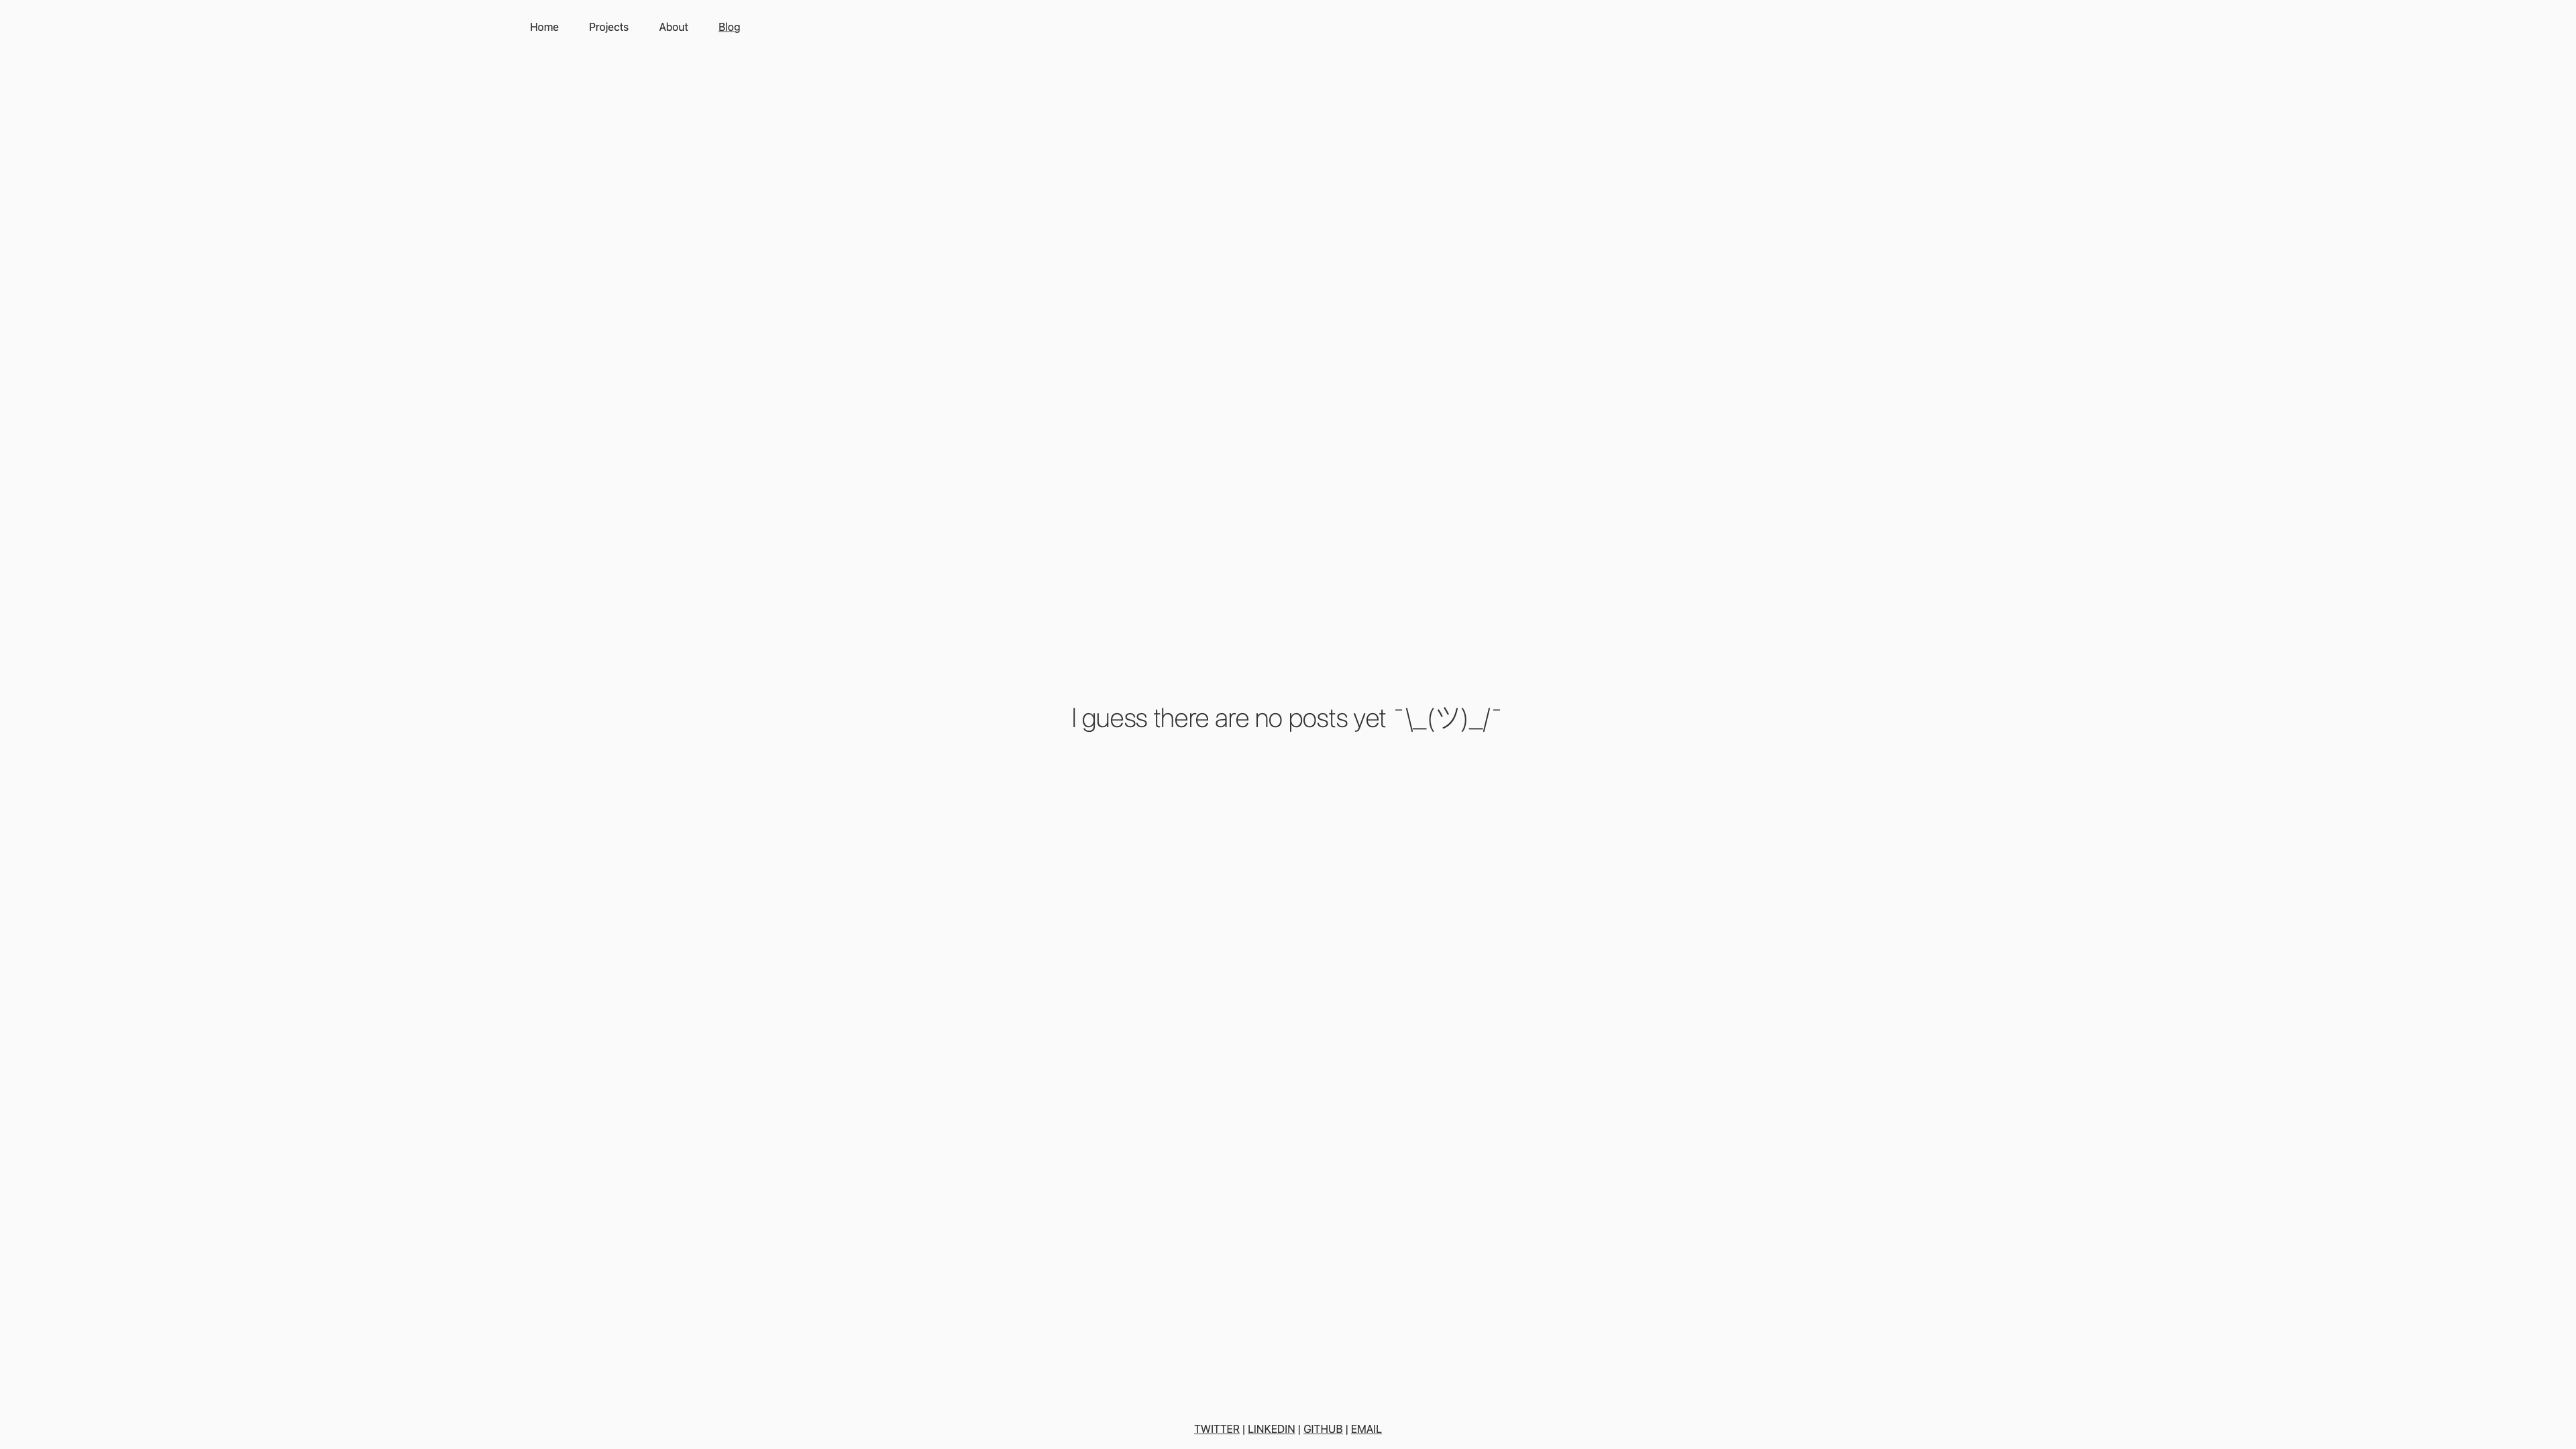 Home Projects About Blog
I guess there are no posts yet ¯\_(ツ)_/¯
TWITTER | LINKEDIN | GITHUB | EMAIL